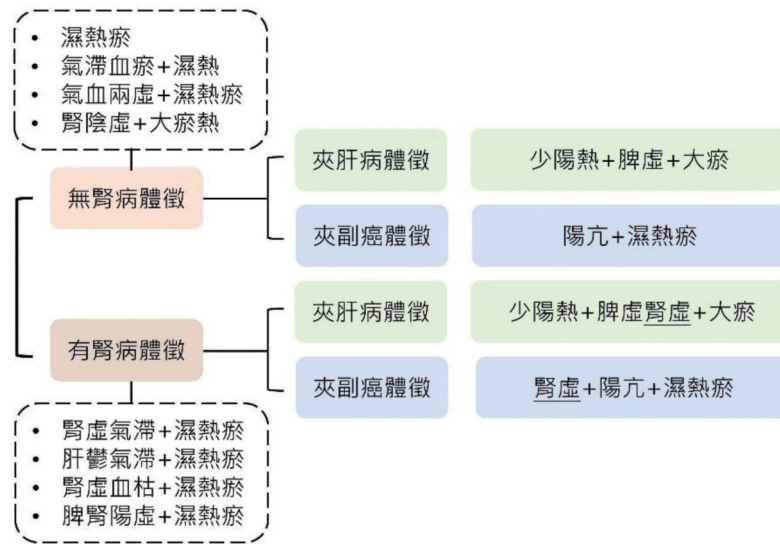 • 濕熱瘀
• 氣滯血瘀+濕熱
• 氣血兩虛+濕熱瘀
• 腎陰虛+大瘀熱
無腎病體徵
夾肝病體徵
少陽熱+脾虛+大瘀
夾副癌體徵
陽亢+濕熱瘀
有腎病體徵
夾肝病體徵
少陽熱+脾虛腎虛+大瘀
夾副癌體徵
腎虛+陽亢+濕熱瘀
• 腎虛氣滯+濕熱瘀
• 肝鬱氣滯+濕熱瘀
• 腎虛血枯+濕熱瘀
• 脾腎陽虛+濕熱瘀